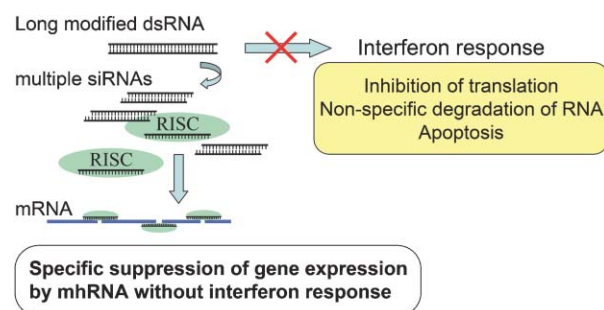 Long modified dsRNA
Interferon response
Inhibition of translation
Non-specific degradation of RNA
Apoptosis
multiple siRNAs
RISC
RISC
mRNA
Specific suppression of gene expression
by mhRNA without interferon response